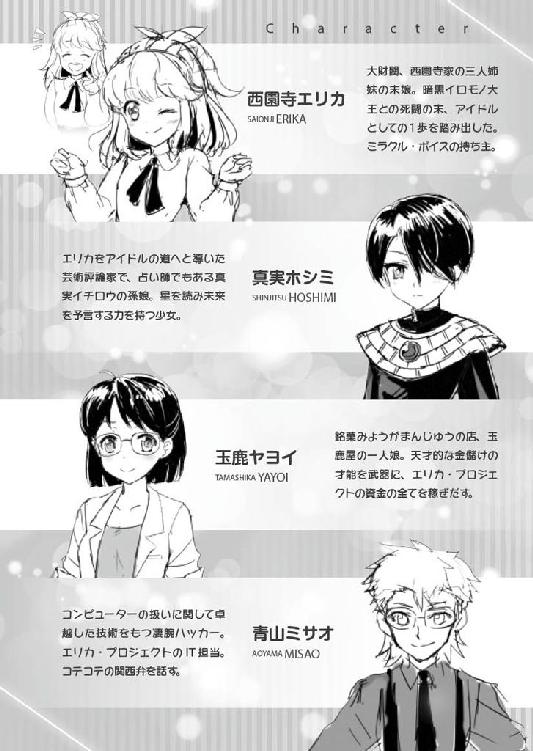 Character
西園寺エリカ
SAIONJI ERIKA
大財閥、西園寺家の三人姉
妹の末娘。暗黒イロモノ大
王との死闘の末、アイドル
としての1歩を踏み出した。
ミラクル・ボイスの持ち主。
エリカをアイドルの道へと導いた
芸術評論家で、占い師でもある真
実イチロウの孫娘。星を読み未来
を予言する力を持つ少女。
真実ホシミ
SHINJITSU HOSHIMI
玉鹿ヤヨイ
TAMASHIKA YAYOI
銘菓みょうがまんじゅうの店、玉
鹿屋の一人娘。天才的な金儲けの
才能を武器に、エリカ・プロジェ
クトの資金の全てを稼ぎだす。
コンピューターの扱いに関して卓
越した技術をもつ凄腕ハッカー。
エリカ・プロジェクトのIT担当。
コテコテの関西弁を話す。
青山ミサオ
AOYAMA MISAO